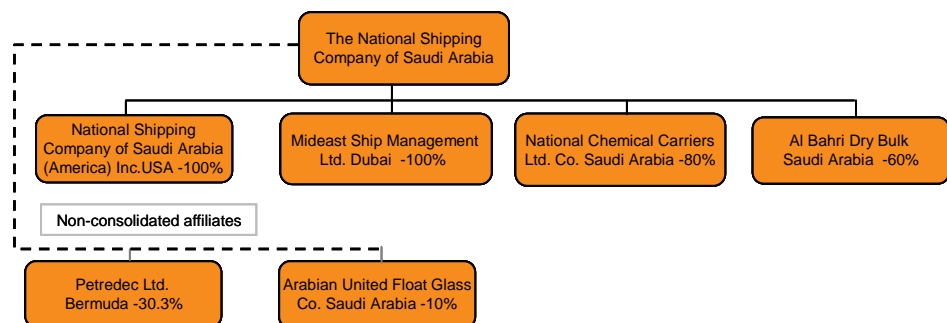 The National Shipping
Company of Saudi Arabia
National Shipping
Company of Saudi Arabia
(America) Inc.USA -100%
Mideast Ship Management
Ltd. Dubai -100%
National Chemical Carriers
Ltd. Co. Saudi Arabia -80%
Al Bahri Dry Bulk
Saudi Arabia -60%
Non-consolidated affiliates
Petredec Ltd.
Bermuda -30.3%
Arabian United Float Glass
Co. Saudi Arabia -10%